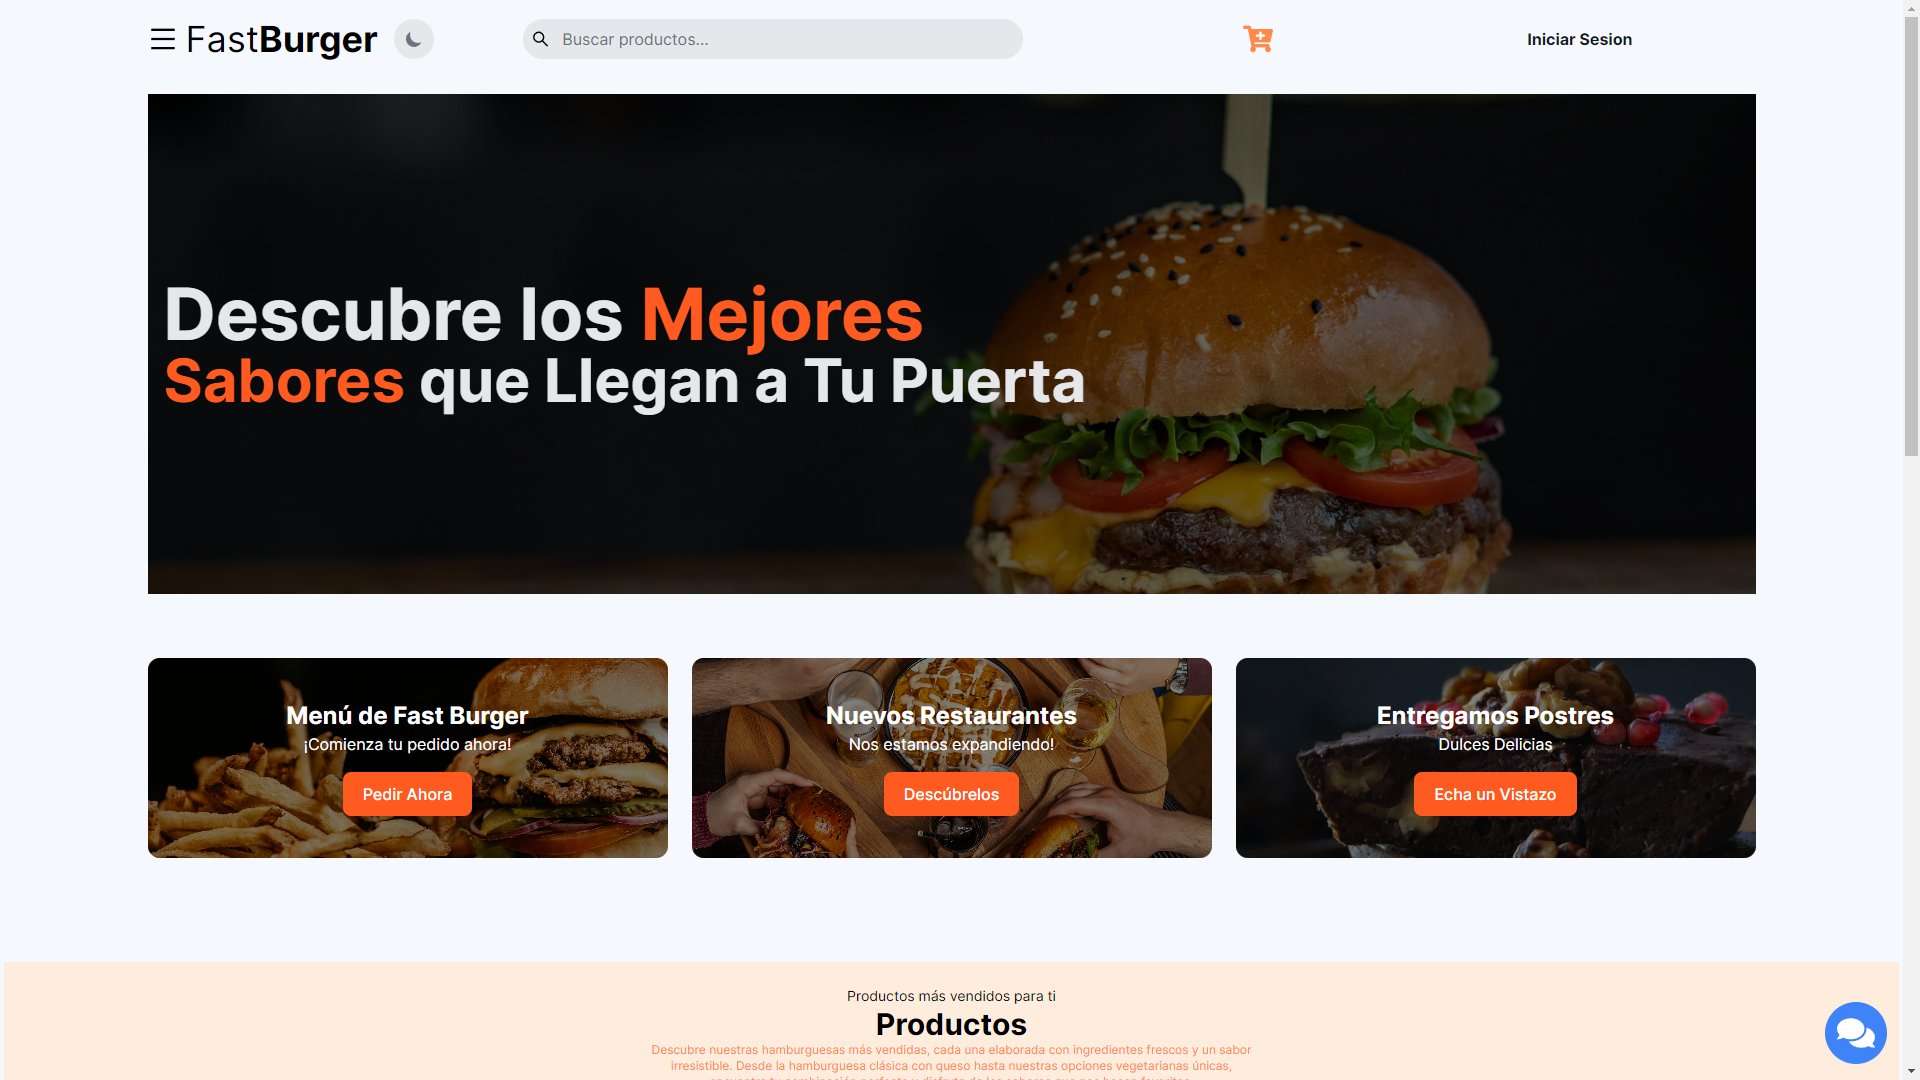 FastBurger
Buscar productos...
Iniciar Sesion
Descubre los Mejores
Sabores que Llegan a Tu Puerta
Menú de Fast Burger
¡Comienza tu pedido ahora!
Pedir Ahora
Nuevos Restaurantes
Nos estamos expandiendo!
Descúbrelos
Entregamos Postres
Dulces Delicias
Echa un Vistazo
Productos más vendidos para ti
Productos
Descubre nuestras hamburguesas más vendidas, cada una elaborada con ingredientes frescos y un sabor
irresistible. Desde la hamburguesa clásica con queso hasta nuestras opciones vegetarianas únicas,